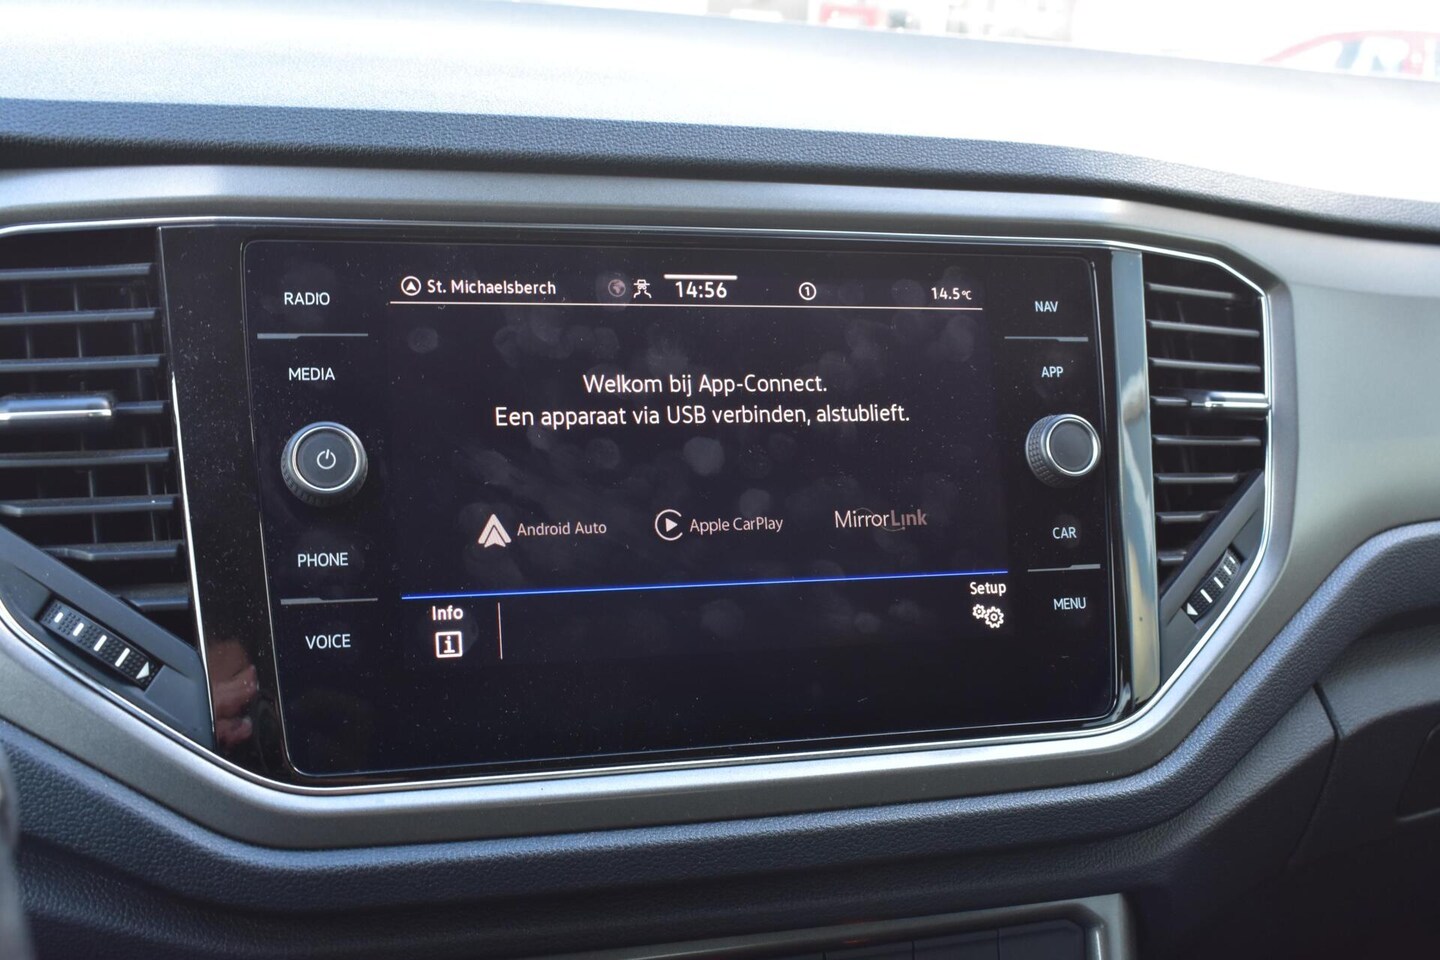 RADIO
MEDIA
PHONE
VOICE
St. Michaelsberch
14:56
1
14.5°C
Welkom bij App-Connect.
Een apparaat via USB verbinden, alstublieft.
Android Auto
Apple CarPlay
MirrorLink
Info
i
Setup
NAV
APP
CAR
MENU